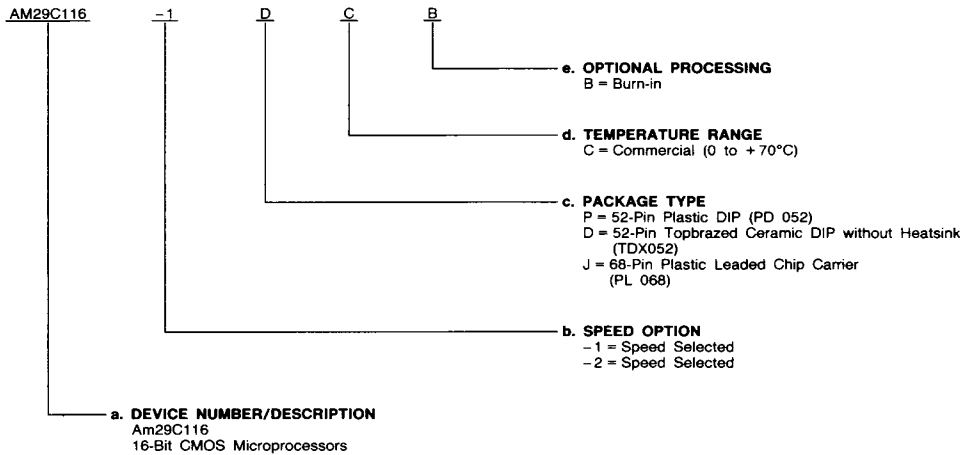 AM29C116 -1 D C B
e. OPTIONAL PROCESSING
B = Burn-in
d. TEMPERATURE RANGE
C = Commercial (0 to +70°C)
c. PACKAGE TYPE
P = 52-Pin Plastic DIP (PD 052)
D = 52-Pin Topbrazed Ceramic DIP without Heatsink
(TDX052)
J = 68-Pin Plastic Leaded Chip Carrier
(PL 068)
b. SPEED OPTION
-1 = Speed Selected
-2 = Speed Selected
a. DEVICE NUMBER/DESCRIPTION
Am29C116
16-Bit CMOS Microprocessors